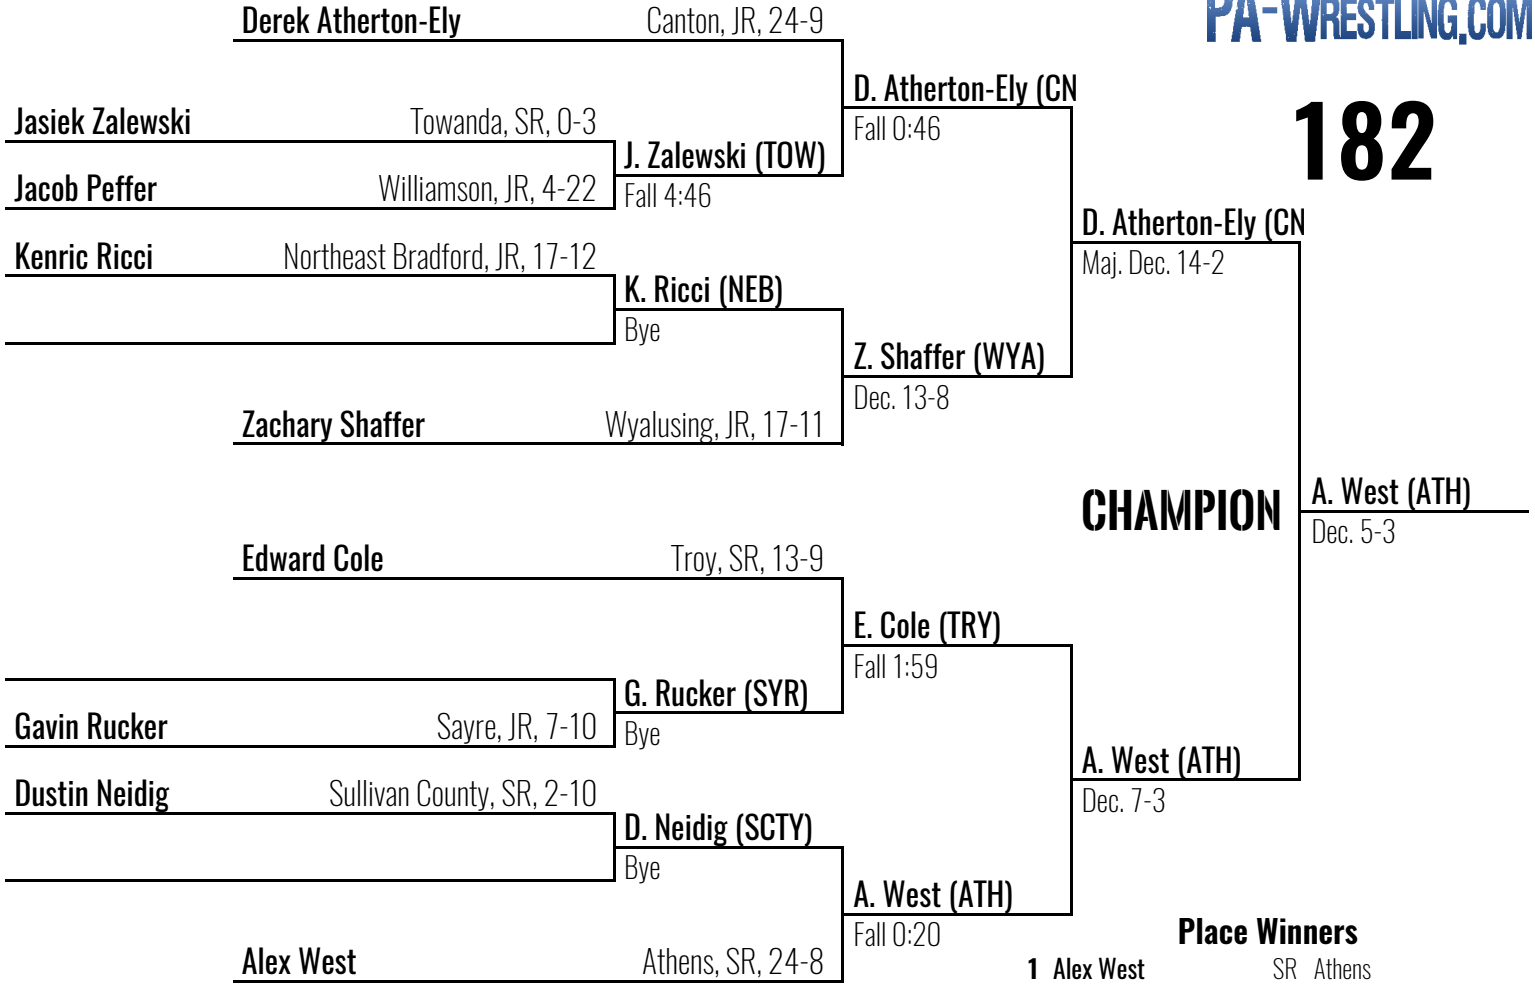 PA-WRESTLING.COM
182
Derek Atherton-Ely Canton, JR, 24-9
D. Atherton-Ely (CN
Fall 0:46
Jasiek Zalewski Towanda, SR, 0-3
J. Zalewski (TOW)
Fall 4:46
Jacob Peffer Williamson, JR, 4-22
D. Atherton-Ely (CN
Maj. Dec. 14-2
Kenric Ricci Northeast Bradford, JR, 17-12
K. Ricci (NEB)
Bye
Z. Shaffer (WYA)
Dec. 13-8
Zachary Shaffer Wyalusing, JR, 17-11
CHAMPION
A. West (ATH)
Dec. 5-3
Edward Cole Troy, SR, 13-9
E. Cole (TRY)
Fall 1:59
G. Rucker (SYR)
Bye
Gavin Rucker Sayre, JR, 7-10
A. West (ATH)
Dec. 7-3
Dustin Neidig Sullivan County, SR, 2-10
D. Neidig (SCTY)
Bye
A. West (ATH)
Fall 0:20
Alex West Athens, SR, 24-8
Place Winners
1 Alex West SR Athens